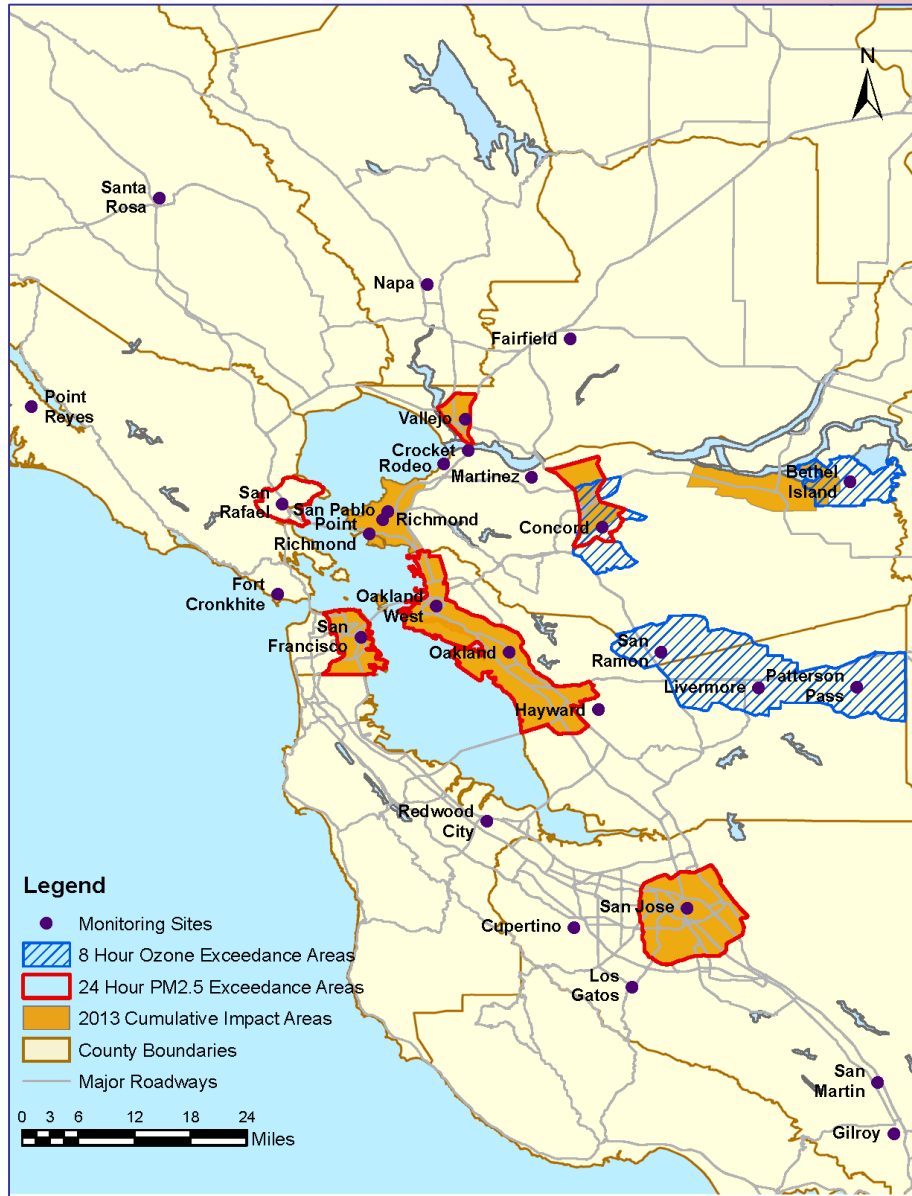 N
Santa
Rosa
Napa
Fairfield
Point
Reyes
Vallejo
Crocket
Rodeo
Martinez
Bethel
Island
San
Rafael
San Pablo
Point
Richmond
Richmond
Concord
Fort
Cronkhite
Oakland
West
San
Francisco
Oakland
San
Ramon
Livermore
Patterson
Pass
Hayward
Redwood
City
San Jose
Cupertino
Los
Gatos
San
Martin
Gilroy
Legend
Monitoring Sites
8 Hour Ozone Exceedance Areas
24 Hour PM2.5 Exceedance Areas
2013 Cumulative Impact Areas
County Boundaries
Major Roadways
0 3 6 12 18 24
Miles